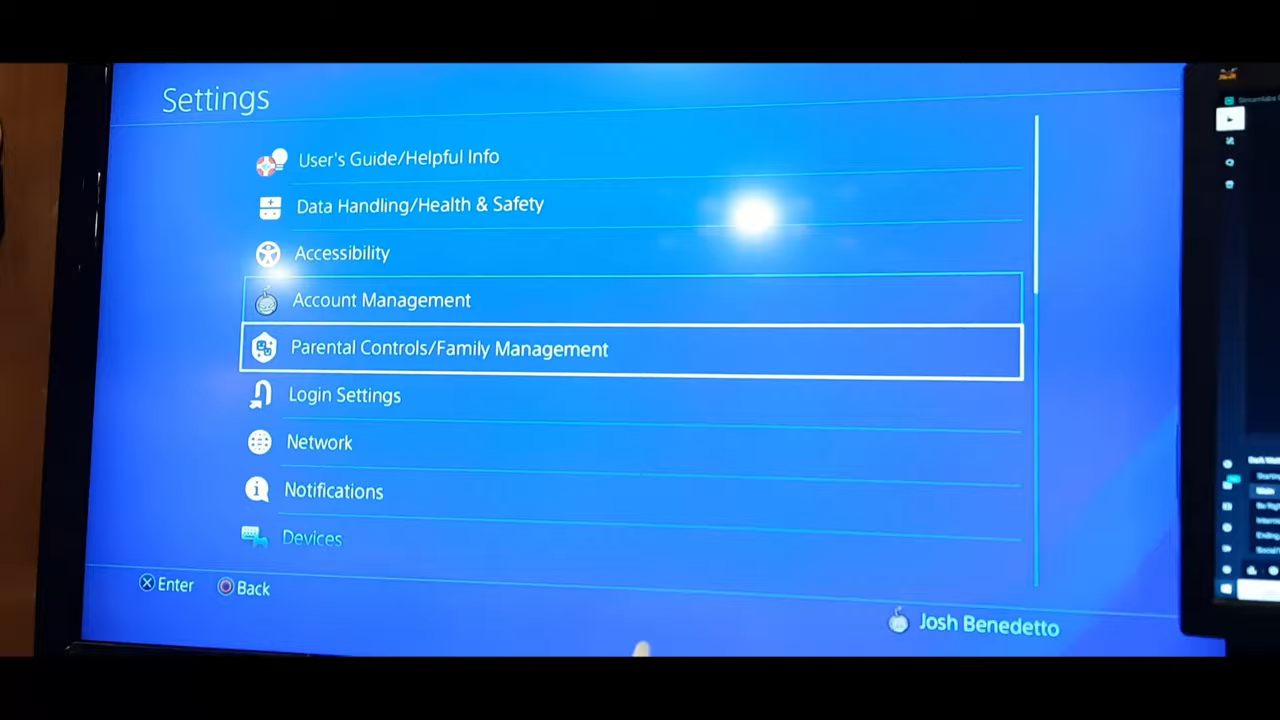 Settings
User's Guide/Helpful Info
Data Handling/Health & Safety
Accessibility
Account Management
Parental Controls/Family Management
Login Settings
Network
Notifications
Devices
Enter
Back
Josh Benedetto